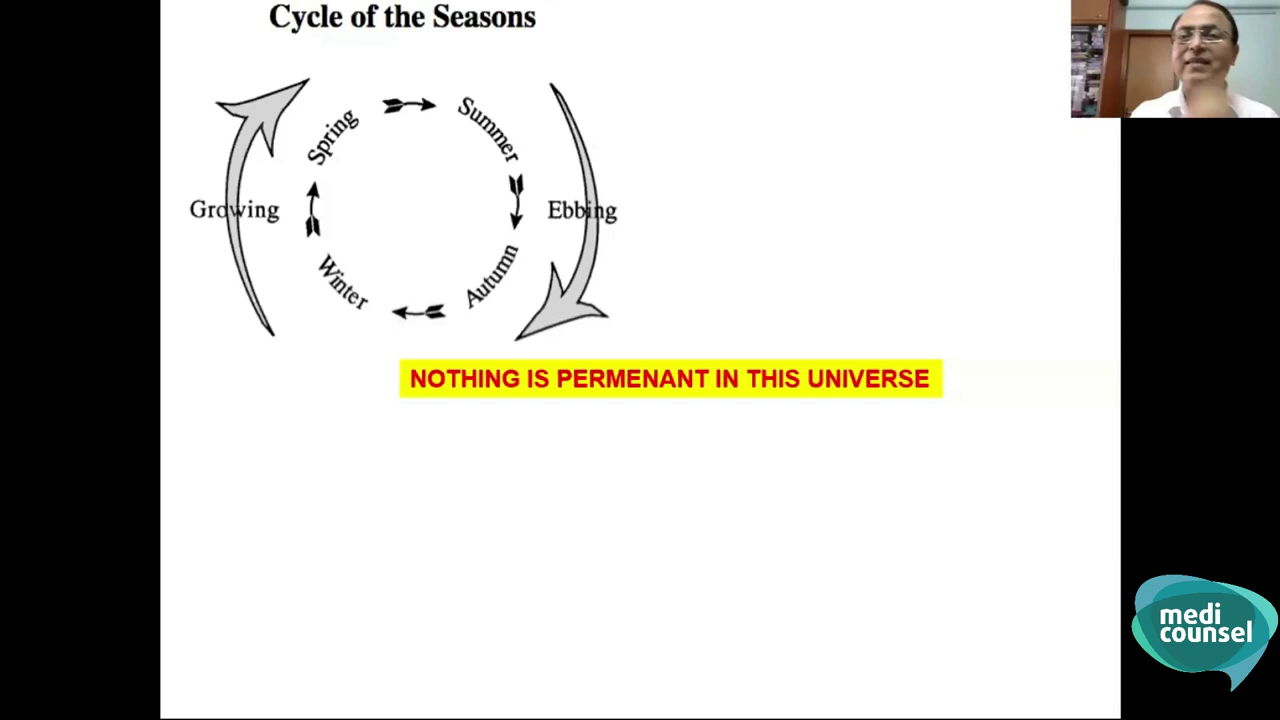 Cycle of the Seasons
Spring
Summer
Growing
Ebbing
Winter
Autumn
NOTHING IS PERMENANT IN THIS UNIVERSE
medi
counsel